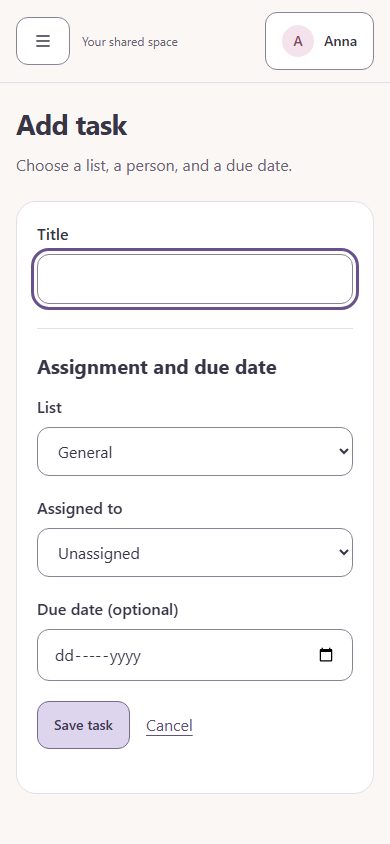 Your shared space
A Anna
Add task
Choose a list, a person, and a due date.
Title
Assignment and due date
List
General
Assigned to
Unassigned
Due date (optional)
dd-----yyyy
Save task Cancel